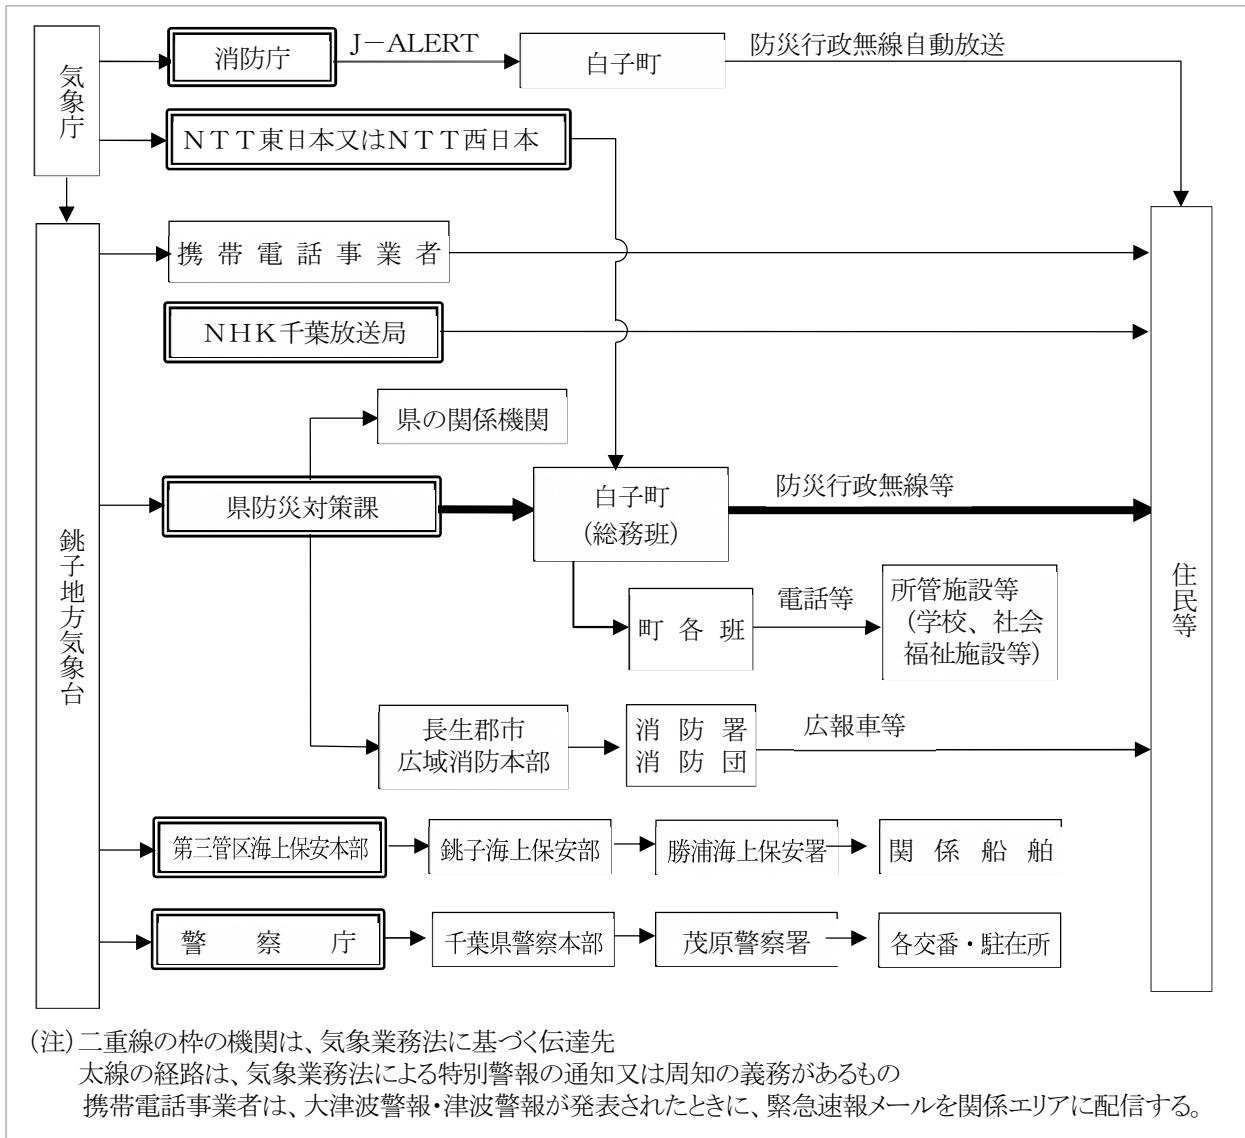 気象庁
消防庁
J－ALERT
白子町
防災行政無線自動放送
ＮＴＴ東日本又はＮＴＴ西日本
銚子地方気象台
携帯電話事業者
ＮＨＫ千葉放送局
県の関係機関
県防災対策課
白子町
（総務班）
防災行政無線等
住民等
町各班
電話等
所管施設等
（学校、社会
福祉施設等）
長生郡市
広域消防本部
消防署
消防団
広報車等
第三管区海上保安本部
銚子海上保安部
勝浦海上保安署
関係船舶
警察庁
千葉県警察本部
茂原警察署
各交番・駐在所
（注）二重線の枠の機関は、気象業務法に基づく伝達先
太線の経路は、気象業務法による特別警報の通知又は周知の義務があるもの
携帯電話事業者は、大津波警報・津波警報が発表されたときに、緊急速報メールを関係エリアに配信する。